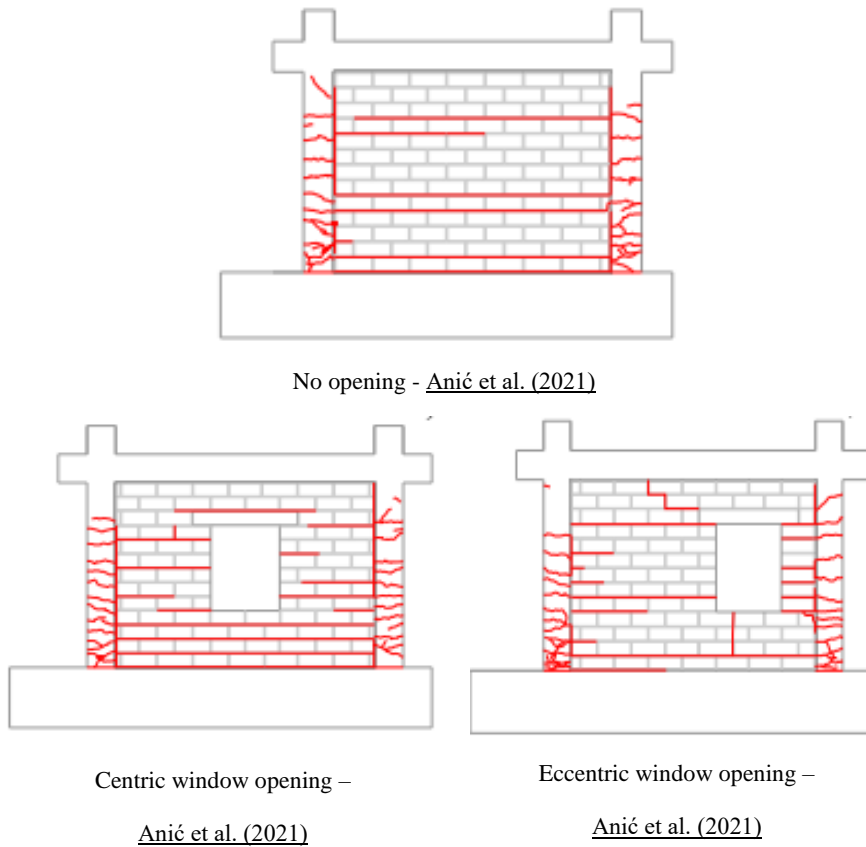 No opening - Anić et al. (2021)
Centric window opening –
Anić et al. (2021)
Eccentric window opening –
Anić et al. (2021)